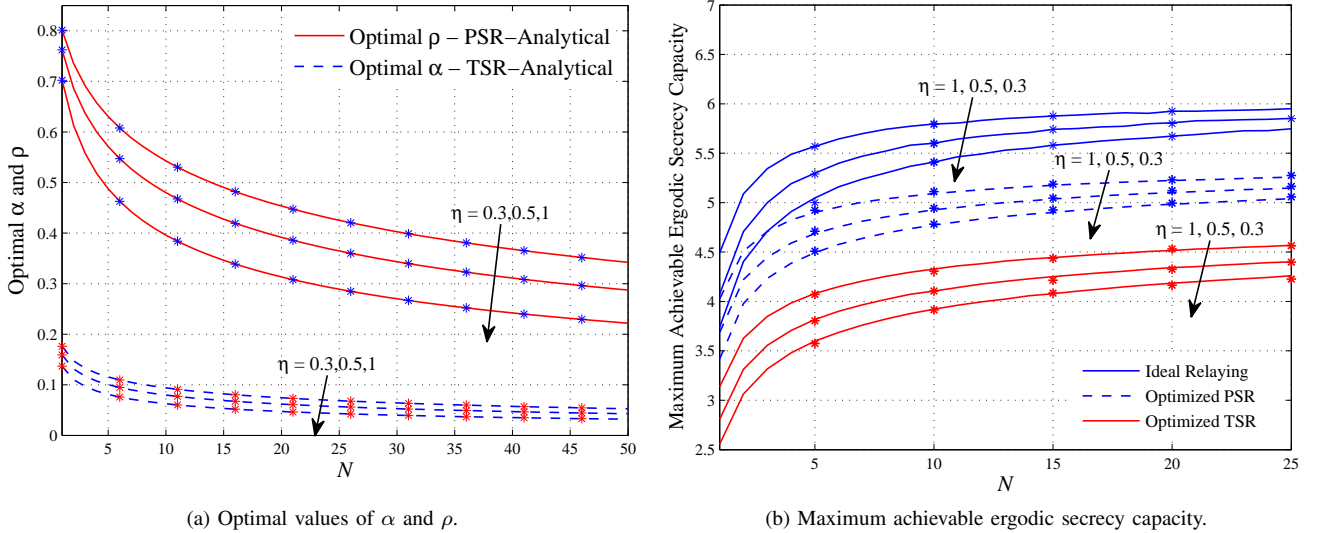 0.8
0.7
0.6
0.5
0.4
0.3
0.2
0.1
0
Optimal α and ρ
Optimal ρ – PSR–Analytical
Optimal α – TSR–Analytical
η = 0.3,0.5,1
η = 0.3,0.5,1
5 10 15 20 25 30 35 40 45 50
N
(a) Optimal values of α and ρ.
7
6.5
6
5.5
5
4.5
4
3.5
3
2.5
Maximum Achievable Ergodic Secrecy Capacity
η = 1, 0.5, 0.3
η = 1, 0.5, 0.3
η = 1, 0.5, 0.3
Ideal Relaying
Optimized PSR
Optimized TSR
5 10 15 20 25
N
(b) Maximum achievable ergodic secrecy capacity.